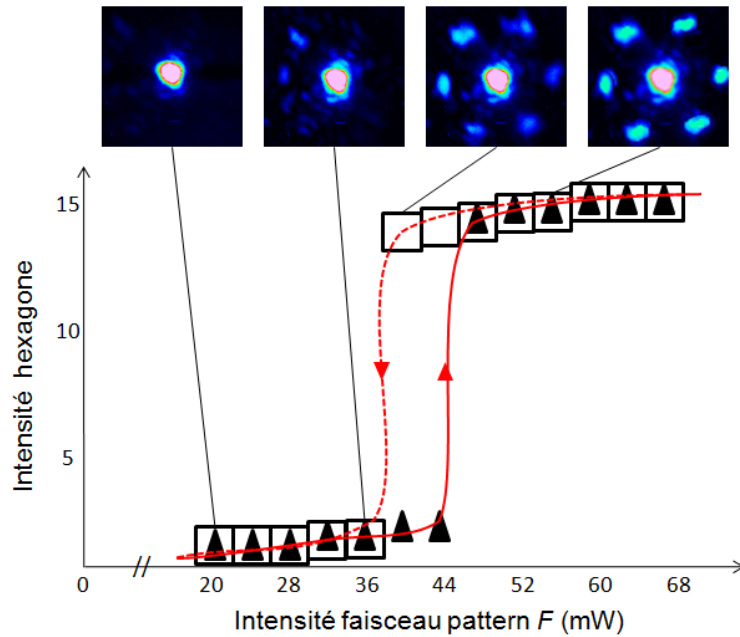 15
10
5
Intensité hexagone
0 // 20 28 36 44 52 60 68
Intensité faisceau pattern F (mW)